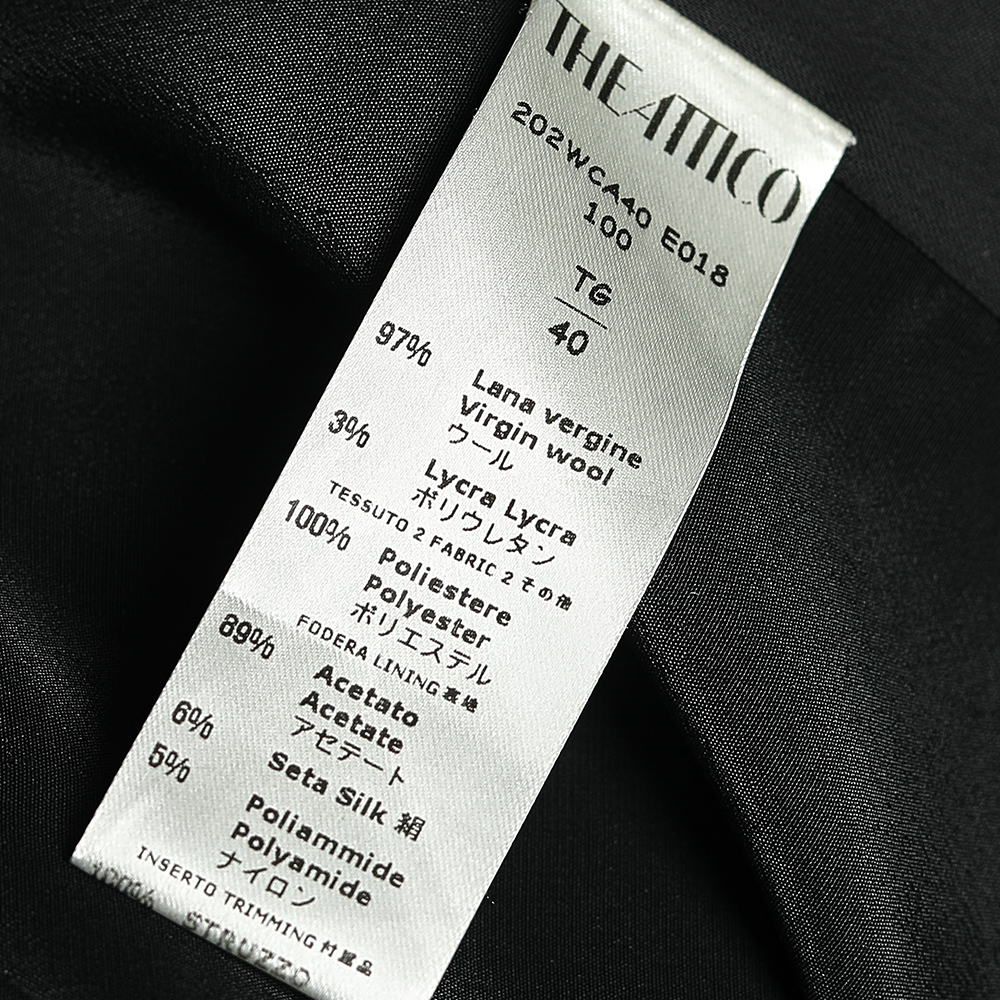 THE ATTICO
202WCA40 E018
100
TG
40
97% Lana vergine
Virgin wool
ウール
3% Lycra Lycra
ポリウレタン
TESSUTO 2 FABRIC 2 その他
100% Poliestere
Polyester
ポリエステル
FODERA LINING 裏地
89% Acetato
Acetate
アセテート
6% Seta Silk 絹
5% Poliammide
Polyamide
ナイロン
INSERTO TRIMMING 付属品
100% STRUZZO